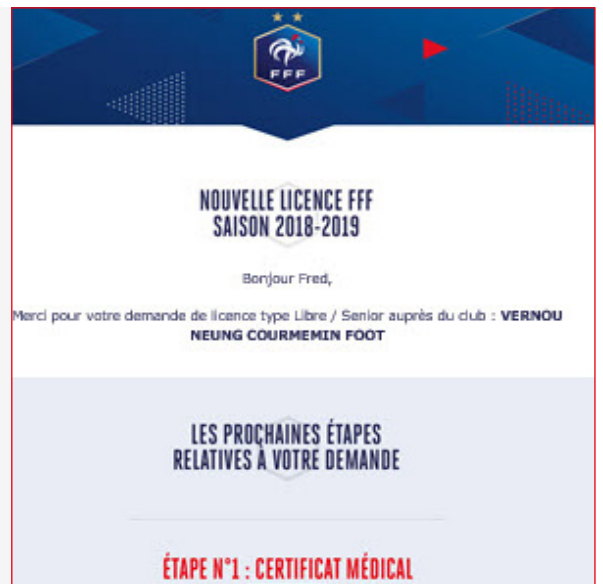 FFF
NOUVELLE LICENCE FFF
SAISON 2018-2019
Bonjour Fred,
Merci pour votre demande de licence type Libre / Senior auprès du club : VERNOU
NEUNG COURMEMIN FOOT
LES PROCHAINES ÉTAPES
RELATIVES À VOTRE DEMANDE
ÉTAPE N°1 : CERTIFICAT MÉDICAL